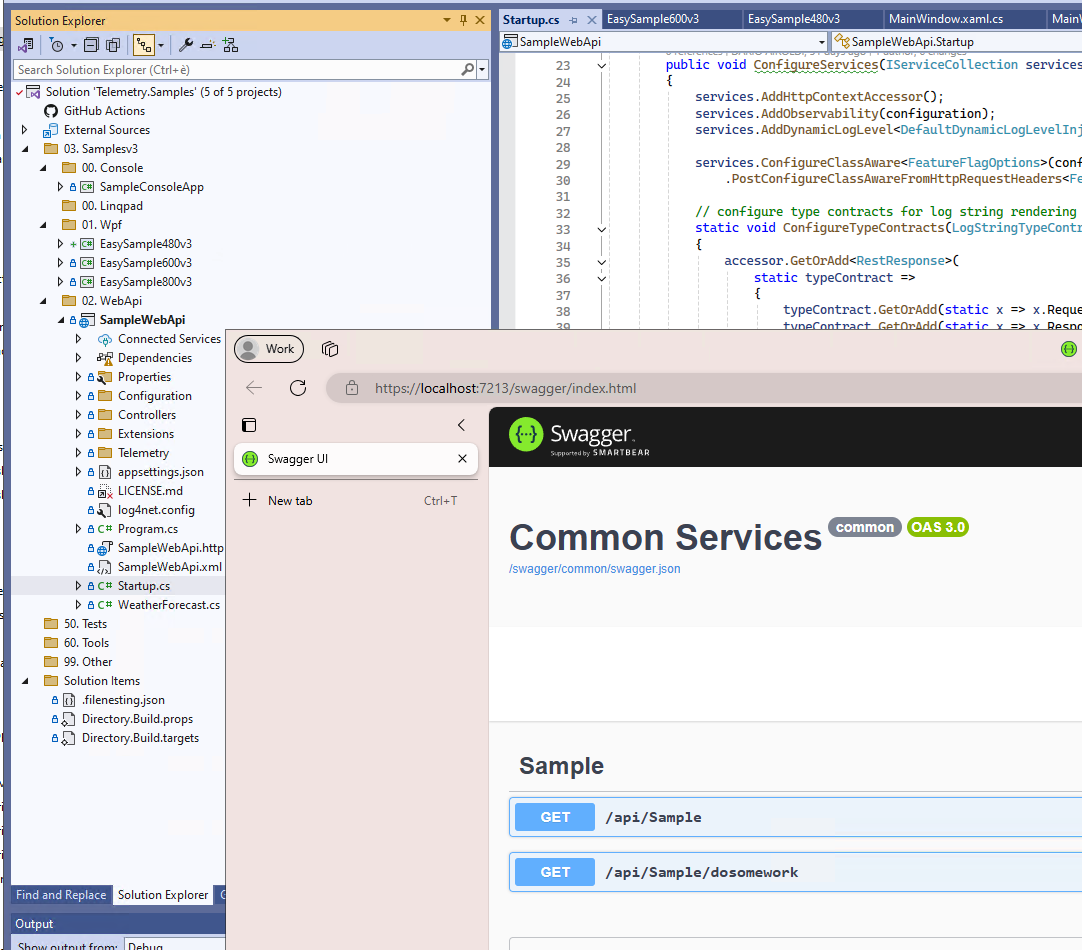 Solution Explorer
Search Solution Explorer (Ctrl+è)
Solution 'Telemetry.Samples' (5 of 5 projects)
GitHub Actions
External Sources
03. Samplesv3
00. Console
C# SampleConsoleApp
00. Linqpad
01. Wpf
C# EasySample480v3
C# EasySample600v3
C# EasySample800v3
02. WebApi
SampleWebApi
Connected Services
Dependencies
Properties
Configuration
Controllers
Extensions
Telemetry
appsettings.json
LICENSE.md
log4net.config
C# Program.cs
SampleWebApi.http
SampleWebApi.xml
C# Startup.cs
C# WeatherForecast.cs
50. Tests
60. Tools
99. Other
Solution Items
.filenesting.json
Directory.Build.props
Directory.Build.targets
Find and Replace Solution Explorer
Output
Show output from: Debug
Startup.cs EasySample600v3 EasySample480v3 MainWindow.xaml.cs
SampleWebApi SampleWebApi.Startup
23 public void ConfigureServices(IServiceCollection services
24 {
25 services.AddHttpContextAccessor();
26 services.AddObservability(configuration);
27 services.AddDynamicLogLevel<DefaultDynamicLogLevelInj
28
29 services.ConfigureClassAware<FeatureFlagOptions>(conf
30 .PostConfigureClassAwareFromHttpRequestHeaders<Fe
31
32 // configure type contracts for log string rendering
33 static void ConfigureTypeContracts(LogStringTypeContr
34 {
35 accessor.GetOrAdd<RestResponse>(
36 static typeContract =>
37 {
38 typeContract.GetOrAdd(static x => x.Reque
39 typeContract.GetOrAdd(static x => x.Respo
Work
https://localhost:7213/swagger/index.html
Swagger UI
New tab Ctrl+T
Swagger
Supported by SMARTBEAR
Common Services common OAS 3.0
/swagger/common/swagger.json
Sample
GET /api/Sample
GET /api/Sample/dosomework